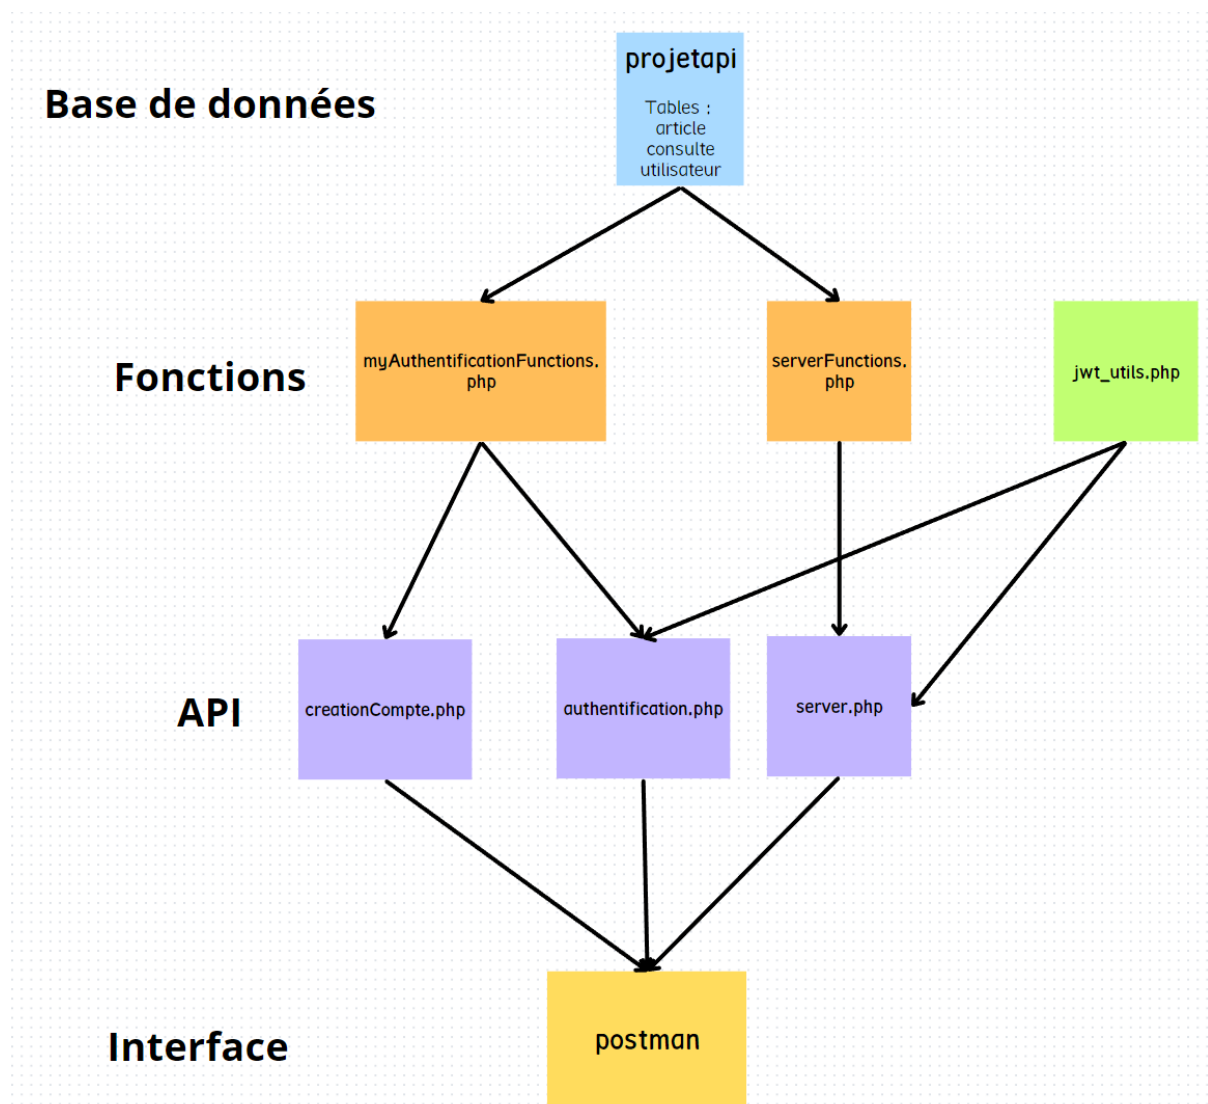 projetapi
Base de données
Tables :
article
consulte
utilisateur
Fonctions
myAuthentificationFunctions.
php
serverFunctions.
php
jwt_utils.php
API
creationCompte.php
authentification.php
server.php
Interface
postman